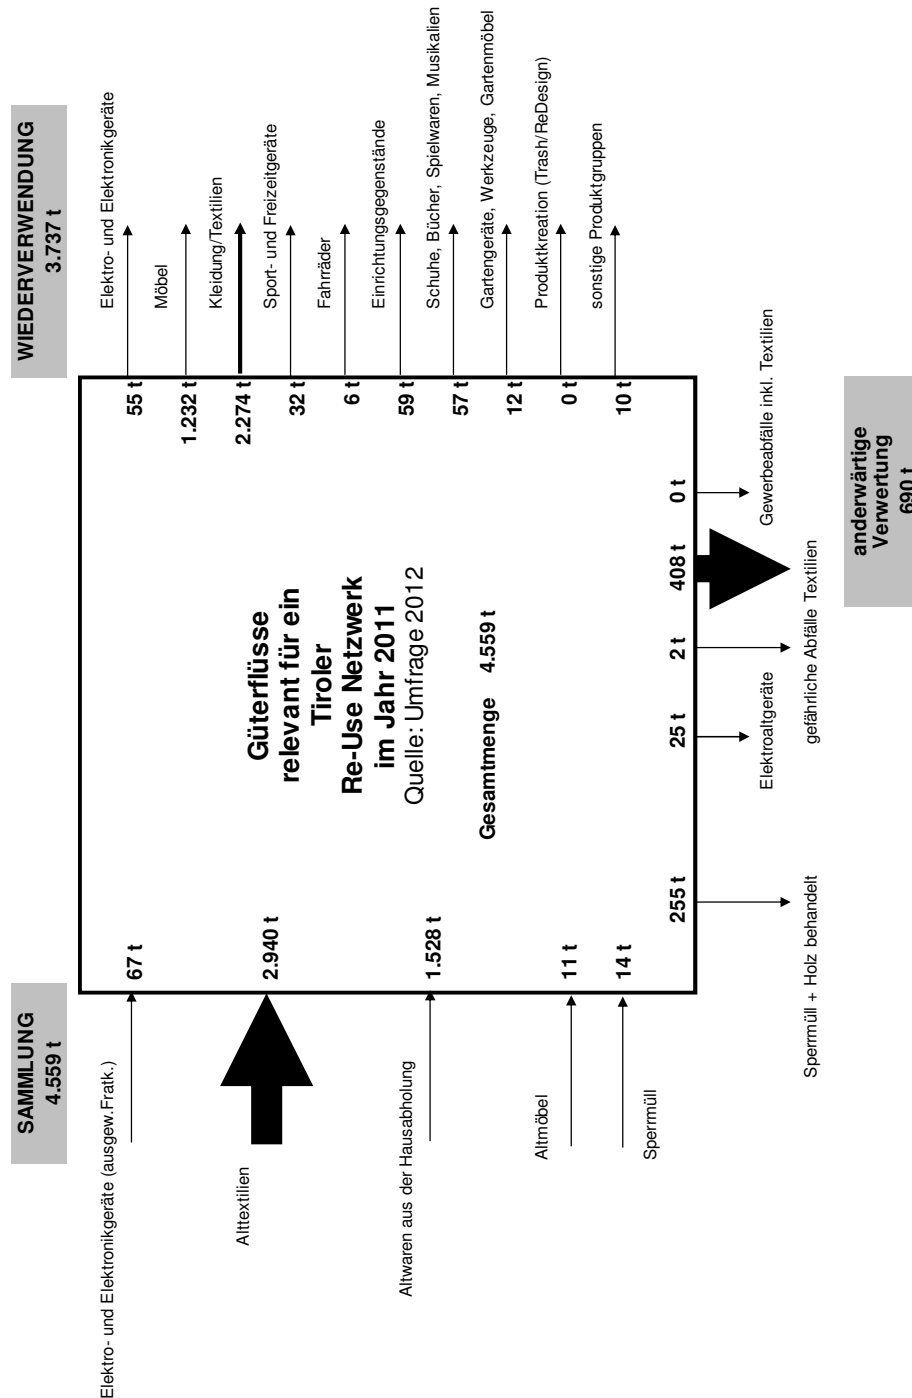 SAMMLUNG
4.559 t
Elektro- und Elektronikgeräte (ausgew.Fratk.)
67 t
Alttextilien
2.940 t
Altwaren aus der Hausabholung
1.528 t
Altmöbel
11 t
Sperrmüll
14 t
Güterflüsse
relevant für ein
Tiroler
Re-Use Netzwerk
im Jahr 2011
Quelle: Umfrage 2012
Gesamtmenge 4.559 t
WIEDERVERWENDUNG
3.737 t
55 t
Elektro- und Elektronikgeräte
1.232 t
Möbel
2.274 t
Kleidung/Textilien
32 t
Sport- und Freizeitgeräte
6 t
Fahrräder
59 t
Einrichtungsgegenstände
57 t
Schuhe, Bücher, Spielwaren, Musikalien
12 t
Gartengeräte, Werkzeuge, Gartenmöbel
0 t
Produktkreation (Trash/ReDesign)
10 t
sonstige Produktgruppen
255 t
25 t
2 t
408 t
0 t
Sperrmüll + Holz behandelt
Elektroaltgeräte
gefährliche Abfälle Textilien
Gewerbeabfälle inkl. Textilien
anderwärtige
Verwertung
690 t